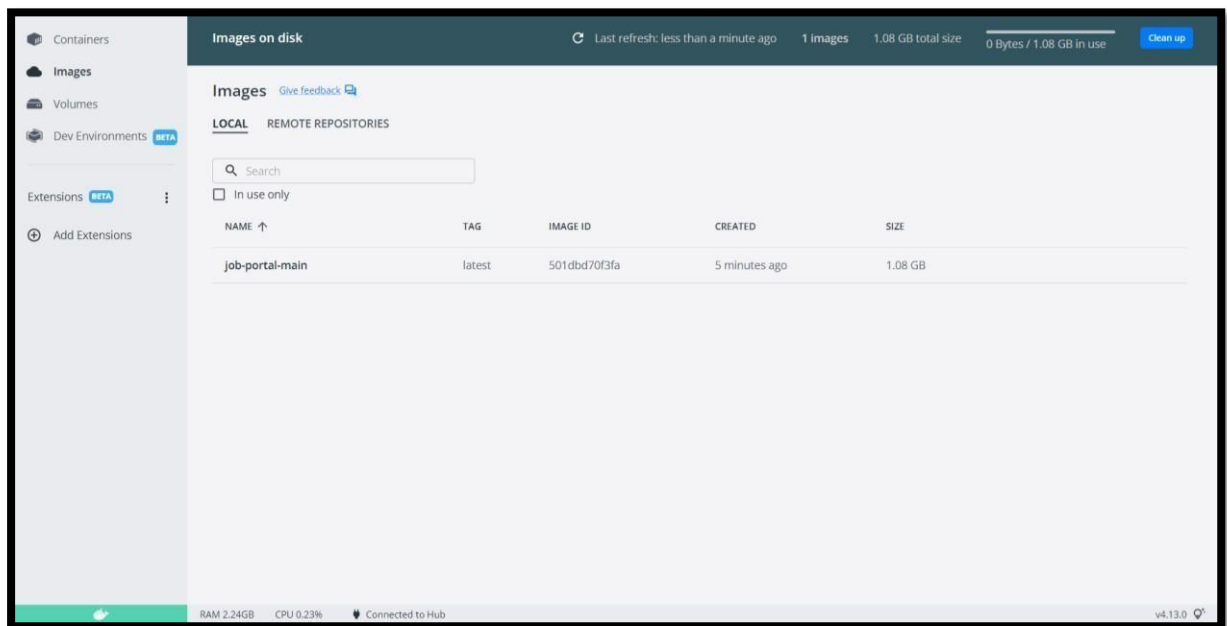 Containers
Images
Volumes
Dev Environments BETA
Extensions BETA
Add Extensions
Images on disk
Last refresh: less than a minute ago 1 images 1.08 GB total size 0 Bytes / 1.08 GB in use Clean up
Images Give feedback
LOCAL REMOTE REPOSITORIES
Search
In use only
NAME TAG IMAGE ID CREATED SIZE
job-portal-main latest 501dbd70f3fa 5 minutes ago 1.08 GB
RAM 2.24GB CPU 0.23% Connected to Hub v4.13.0